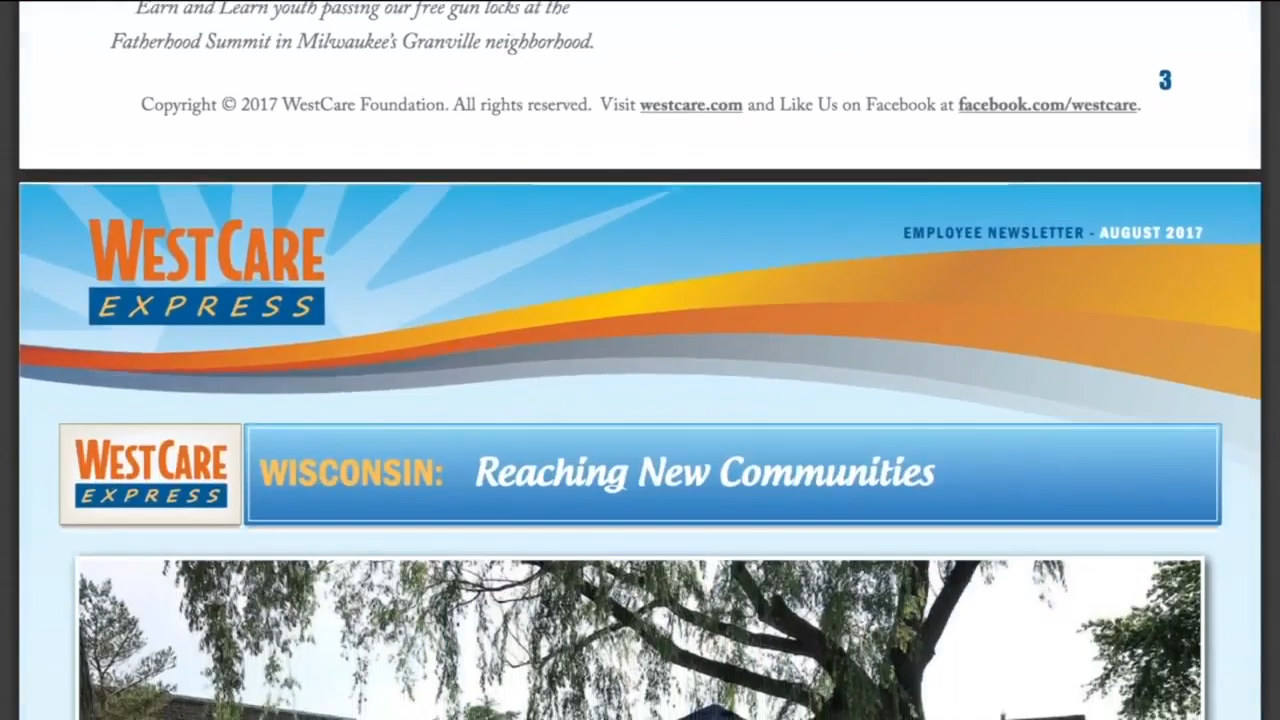 Earn and Learn youth passing our free gun locks at the
Fatherhood Summit in Milwaukee's Granville neighborhood.
3
Copyright © 2017 WestCare Foundation. All rights reserved. Visit westcare.com and Like Us on Facebook at facebook.com/westcare.
WESTCARE
EXPRESS
EMPLOYEE NEWSLETTER - AUGUST 2017
WESTCARE
EXPRESS
WISCONSIN: Reaching New Communities